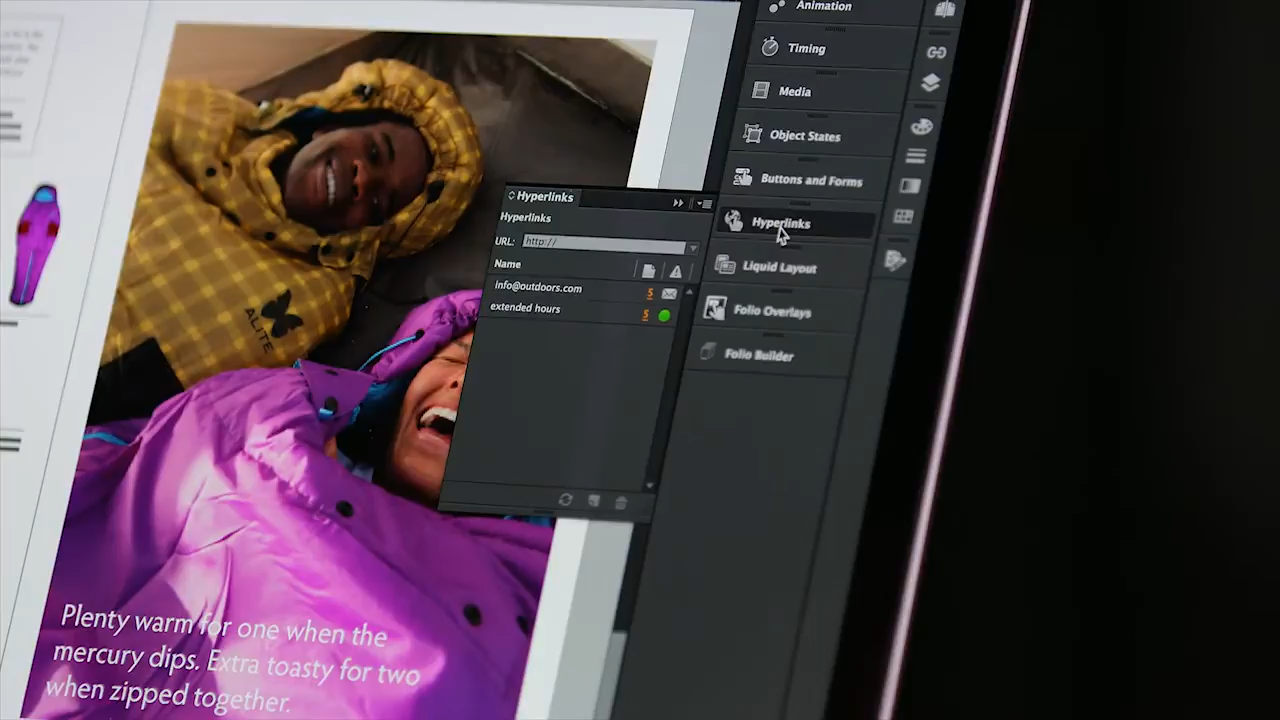 Animation
Timing
Media
Object States
Buttons and Forms
Hyperlinks
Liquid Layout
Folio Overlays
Folio Builder
Hyperlinks
Hyperlinks
URL: http://
Name
info@outdoors.com 5
extended hours 5
ALITE
Plenty warm for one when the
mercury dips. Extra toasty for two
when zipped together.